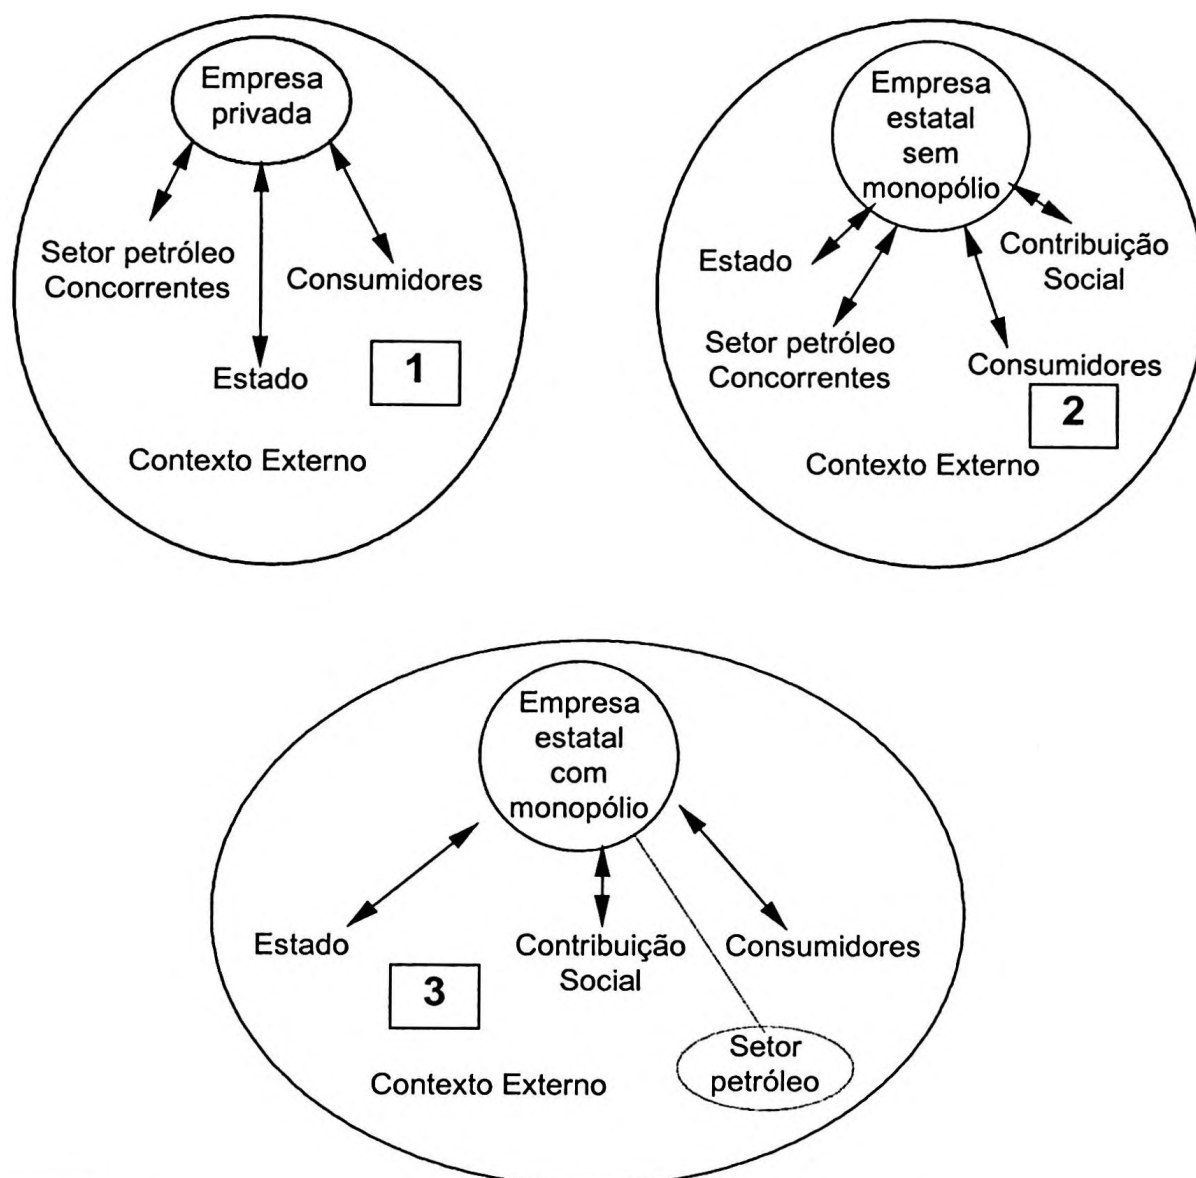 Empresa
privada
Setor petróleo
Concorrentes
Consumidores
Estado
1
Contexto Externo
Empresa
estatal
sem
monopólio
Estado
Contribuição
Social
Setor petróleo
Concorrentes
Consumidores
2
Contexto Externo
Empresa
estatal
com
monopólio
Estado
Contribuição
Social
Consumidores
3
Setor
petróleo
Contexto Externo